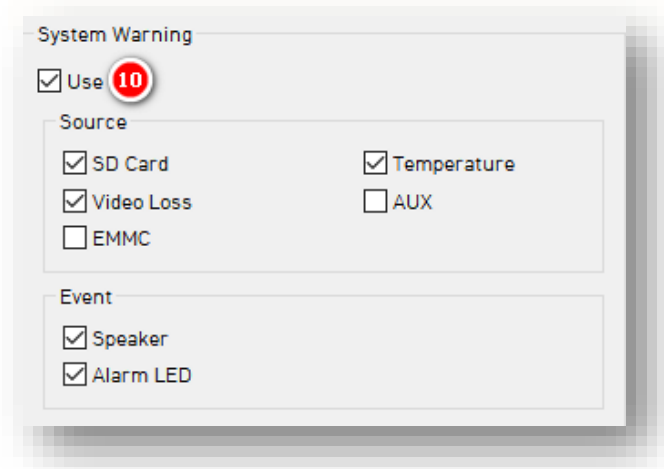 System Warning
Use 10
Source
SD Card Temperature
Video Loss AUX
EMMC
Event
Speaker
Alarm LED